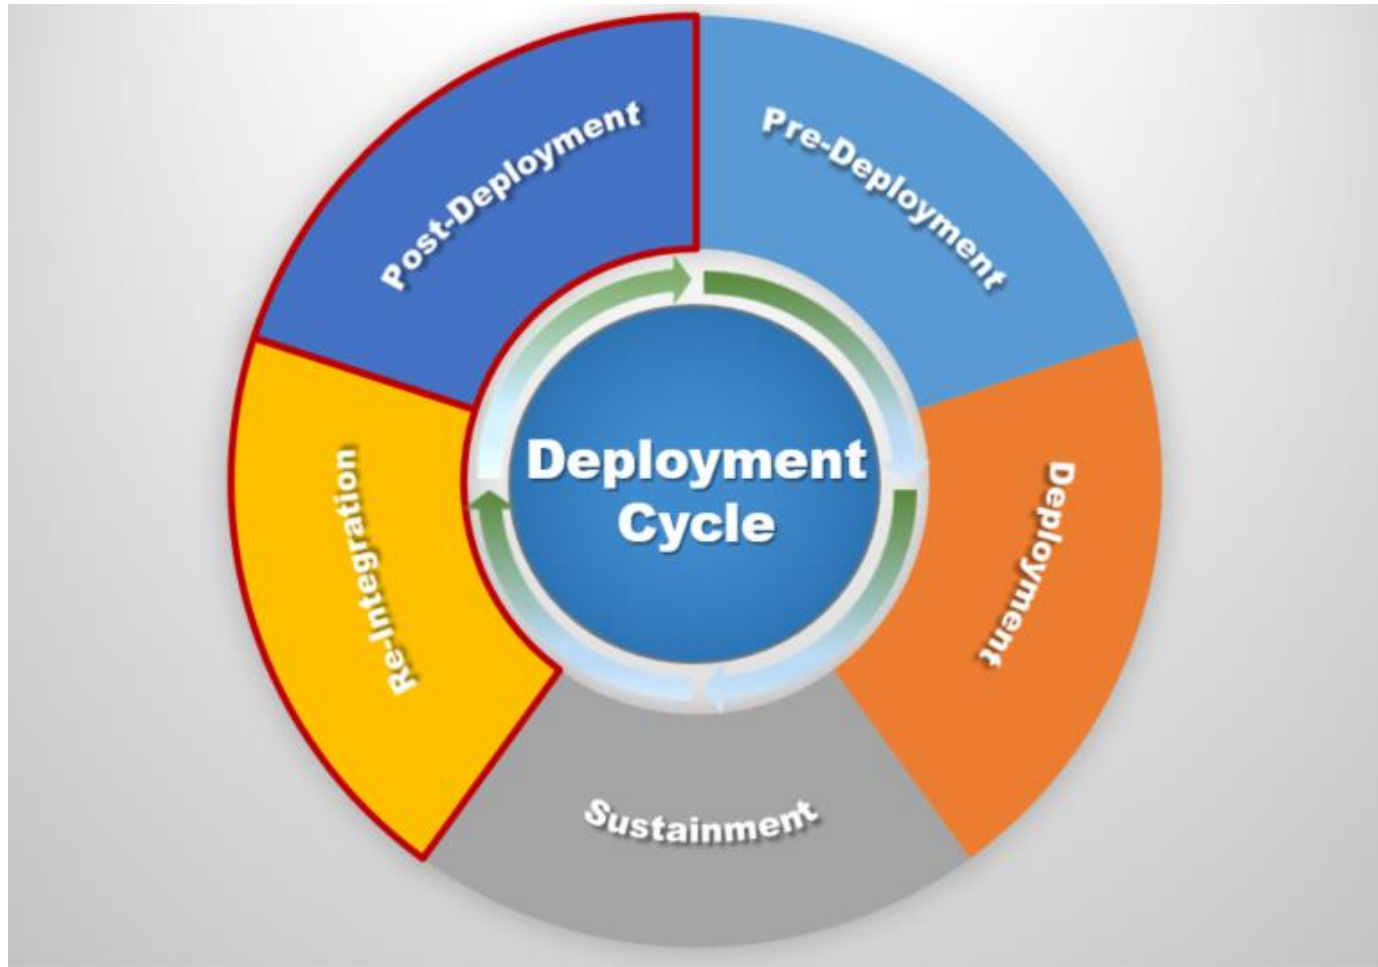 Pre-Deployment
Deployment
Sustainment
Re-Integration
Post-Deployment
Deployment
Cycle